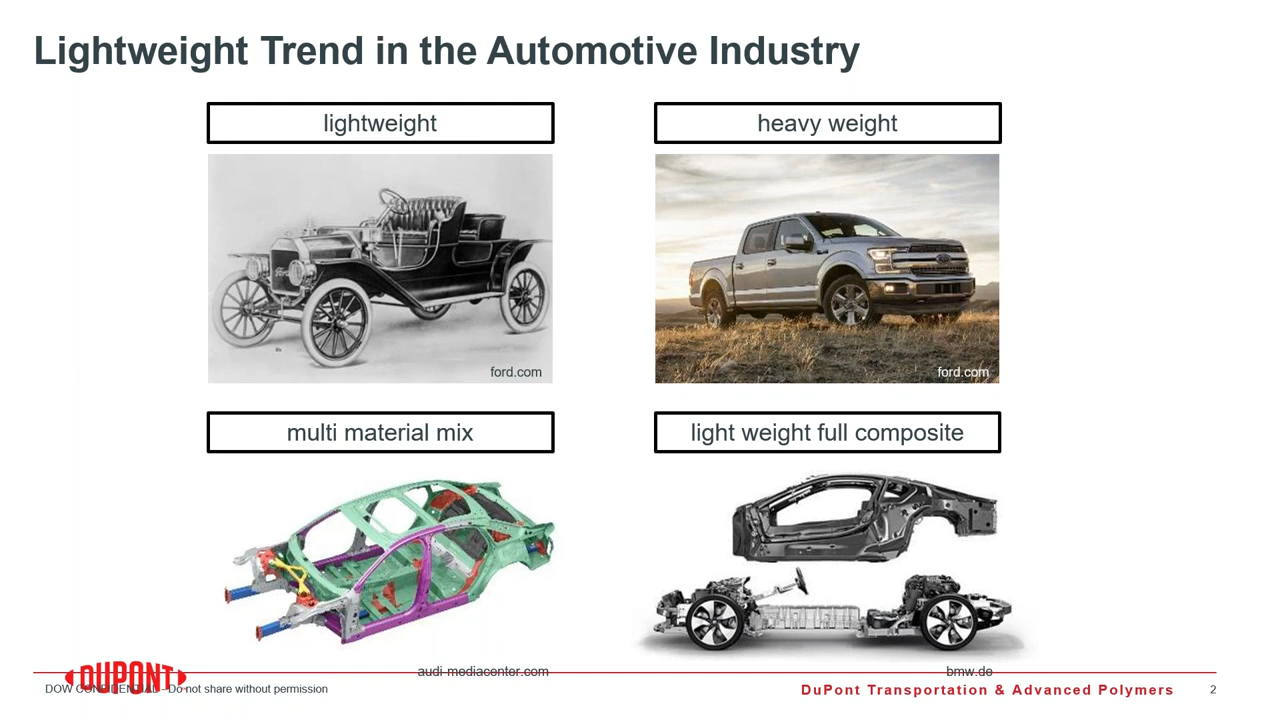 Lightweight Trend in the Automotive Industry
lightweight
heavy weight
Ford
ford.com
ford.com
multi material mix
light weight full composite
audi-mediacenter.com
bmw.de
DUPONT
DOW CONFIDENTIAL - Do not share without permission
DuPont Transportation & Advanced Polymers
2